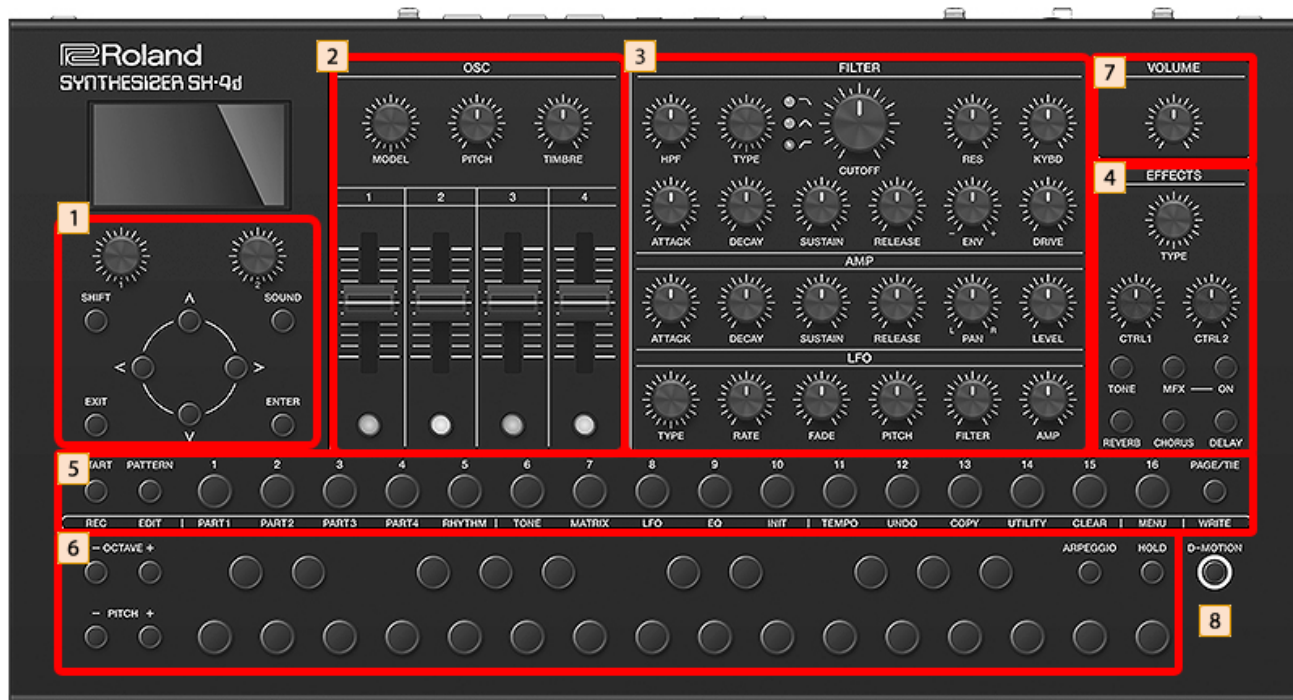 Roland
SYNTHESIZER SH-4d
1
1
2
SHIFT
SOUND
EXIT
ENTER
2
OSC
MODEL PITCH TIMBRE
1 2 3 4
3
FILTER
HPF TYPE CUTOFF RES KYBD
ATTACK DECAY SUSTAIN RELEASE - ENV + DRIVE
AMP
ATTACK DECAY SUSTAIN RELEASE L PAN R LEVEL
LFO
TYPE RATE FADE PITCH FILTER AMP
7
VOLUME
4
EFFECTS
TYPE
CTRL1 CTRL2
TONE MFX ON
REVERB CHORUS DELAY
5
PATTERN 1 2 3 4 5 6 7 8 9 10 11 12 13 14 15 16 PAGE/TIE
REC EDIT PART1 PART2 PART3 PART4 RHYTHM TONE MATRIX LFO EQ INIT TEMPO UNDO COPY UTILITY CLEAR MENU WRITE
6
- OCTAVE + ARPEGGIO HOLD D-MOTION
- PITCH +
8